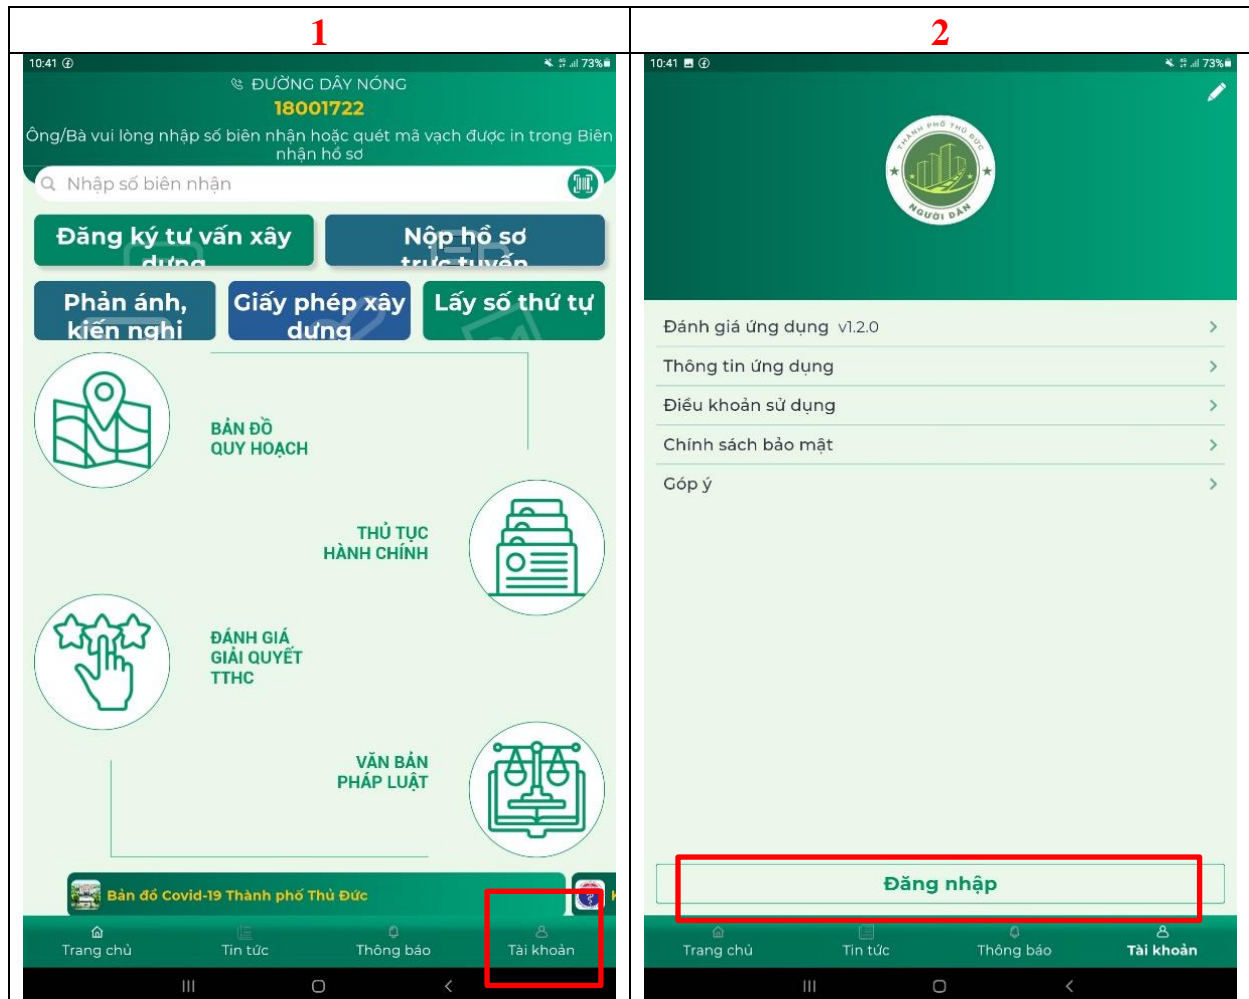 1
10:41
73%
ĐƯỜNG DÂY NÓNG
18001722
Ông/Bà vui lòng nhập số biên nhận hoặc quét mã vạch được in trong Biên
nhận hồ sơ
Nhập số biên nhận
Đăng ký tư vấn xây
dựng
Nộp hồ sơ
trực tuyến
Phản ánh,
kiến nghị
Giấy phép xây
dựng
Lấy số thứ tự
BẢN ĐỒ
QUY HOẠCH
THỦ TỤC
HÀNH CHÍNH
ĐÁNH GIÁ
GIẢI QUYẾT
TTHC
VĂN BẢN
PHÁP LUẬT
Bản đồ Covid-19 Thành phố Thủ Đức
Trang chủ
Tin tức
Thông báo
Tài khoản
2
10:41
73%
THÀNH PHỐ THỦ ĐỨC
NGƯỜI DÂN
Đánh giá ứng dụng v1.2.0
Thông tin ứng dụng
Điều khoản sử dụng
Chính sách bảo mật
Góp ý
Đăng nhập
Trang chủ
Tin tức
Thông báo
Tài khoản